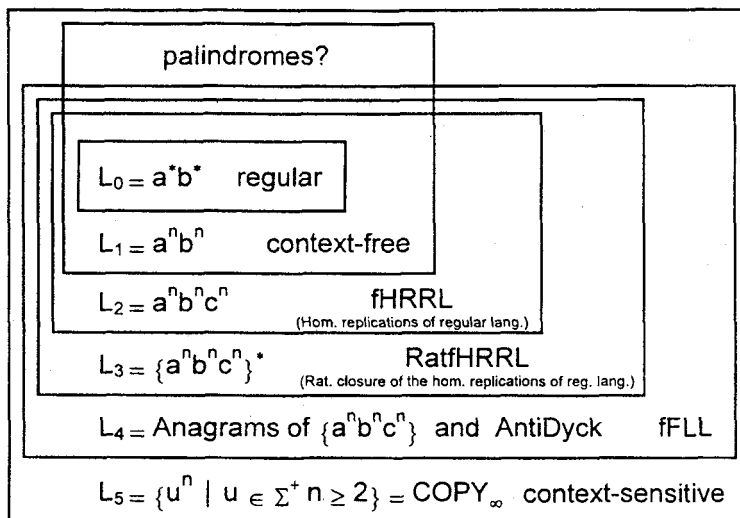 palindromes?
L₀ = a*b* regular
L₁ = aⁿbⁿ context-free
L₂ = aⁿbⁿcⁿ fHRRL
(Hom. replications of regular lang.)
L₃ = {aⁿbⁿcⁿ}* RatfHRRL
(Rat. closure of the hom. replications of reg. lang.)
L₄ = Anagrams of {aⁿbⁿcⁿ} and AntiDyck fFLL
L₅ = {uⁿ | u ∈ Σ⁺ n ≥ 2} = COPY∞ context-sensitive